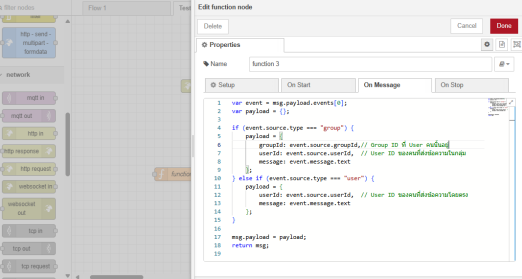 filter nodes
Flow 1
Test
http - send -
multipart -
formdata
network
mqtt in
mqtt out
http in
http response
http request
websocket in
websocket
out
tcp in
tcp out
tcp request
function
Edit function node
Delete
Cancel
Done
Properties
Name
function 3
Setup
On Start
On Message
On Stop
1 var event = msg.payload.events[0];
2 var payload = {};
3
4 if (event.source.type === "group") {
5 payload = {
6 groupId: event.source.groupId,// Group ID ที่ User คนนั้นอยู่
7 userId: event.source.userId, // User ID ของคนที่ส่งข้อความในกลุ่ม
8 message: event.message.text
9 };
10 } else if (event.source.type === "user") {
11 payload = {
12 userId: event.source.userId, // User ID ของคนที่ส่งข้อความโดยตรง
13 message: event.message.text
14 };
15 }
16
17 msg.payload = payload;
18 return msg;
19